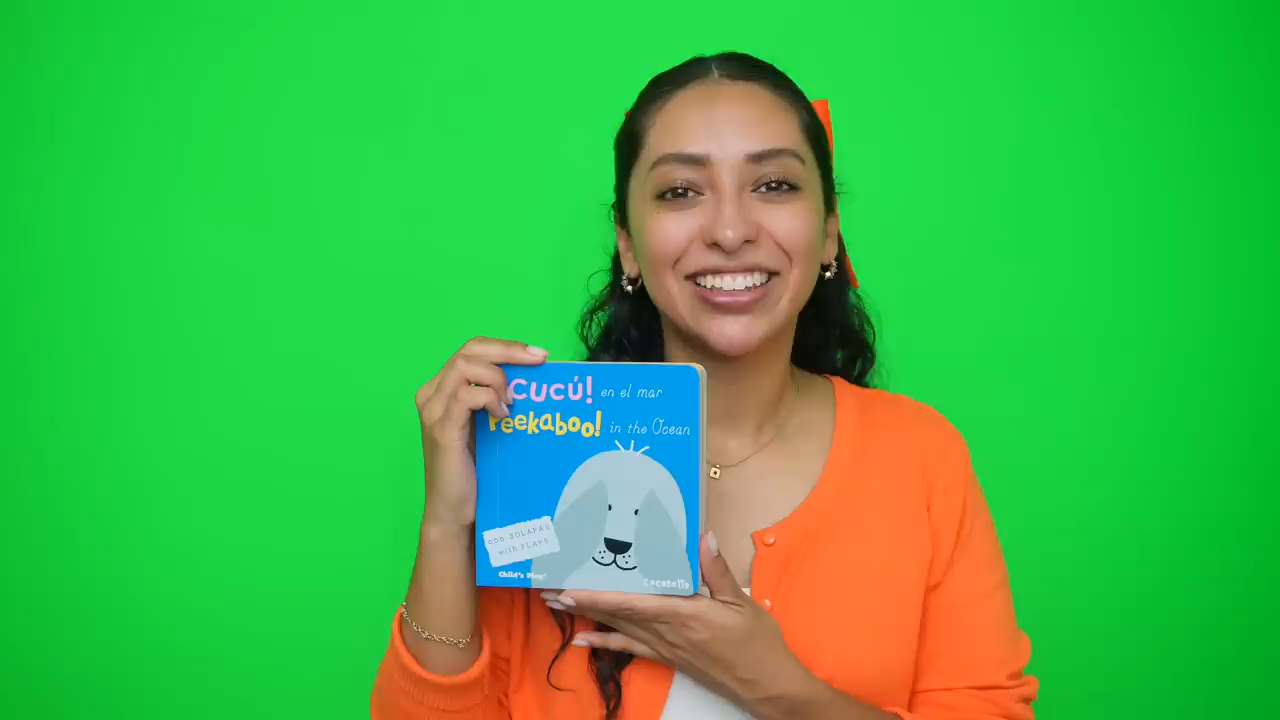 cucú! en el mar
Peekaboo! in the Ocean
con SOLAPAS
with FLAPS
Child's Play®
Cocoretto